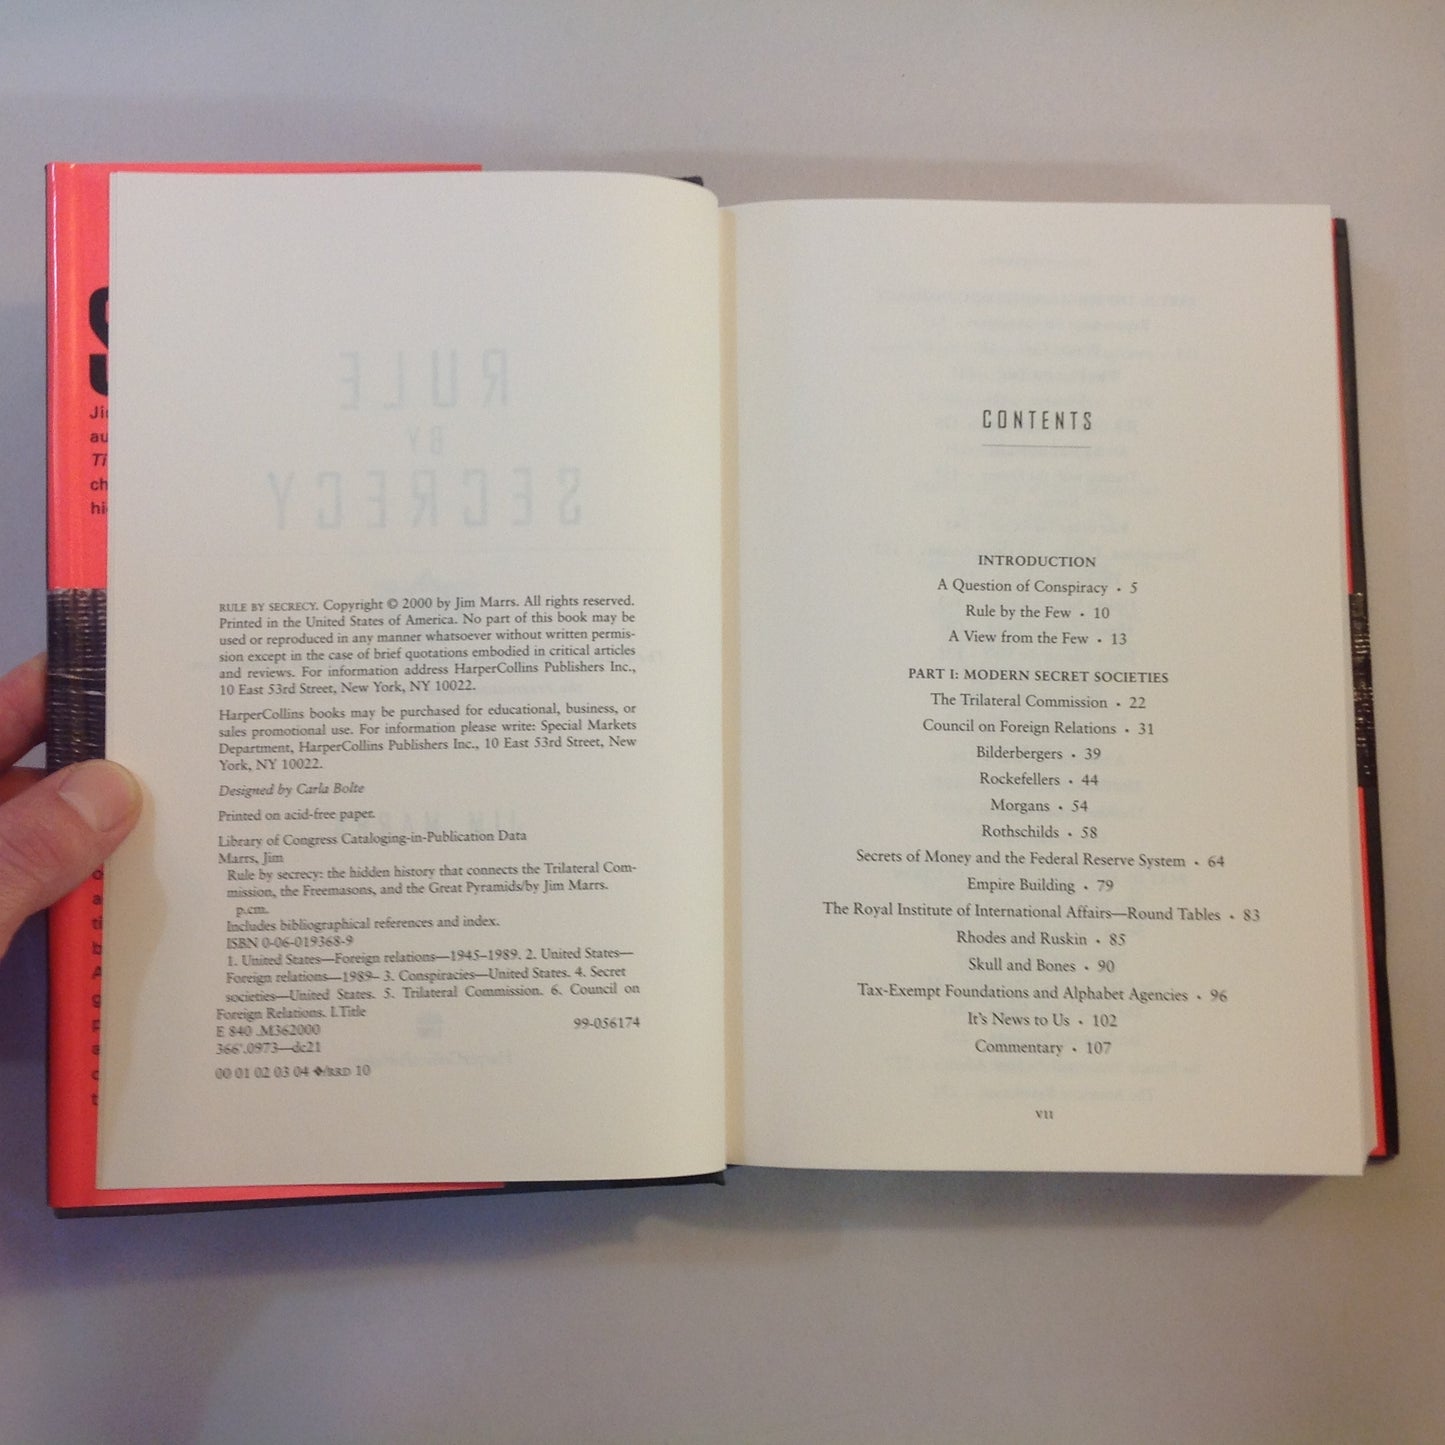 Ji
au
Ti
ch
hi
RULE
BY
SECRECY
RULE BY SECRECY. Copyright © 2000 by Jim Marrs. All rights reserved.
Printed in the United States of America. No part of this book may be
used or reproduced in any manner whatsoever without written permis-
sion except in the case of brief quotations embodied in critical articles
and reviews. For information address HarperCollins Publishers Inc.,
10 East 53rd Street, New York, NY 10022.
HarperCollins books may be purchased for educational, business, or
sales promotional use. For information please write: Special Markets
Department, HarperCollins Publishers Inc., 10 East 53rd Street, New
York, NY 10022.
Designed by Carla Bolte
Printed on acid-free paper.
Library of Congress Cataloging-in-Publication Data
Marrs, Jim
Rule by secrecy: the hidden history that connects the Trilateral Com-
mission, the Freemasons, and the Great Pyramids/by Jim Marrs.
p.cm.
Includes bibliographical references and index.
ISBN 0-06-019368-9
1. United States—Foreign relations—1945–1989. 2. United States—
Foreign relations—1989– 3. Conspiracies—United States. 4. Secret
societies—United States. 5. Trilateral Commission. 6. Council on
Foreign Relations. I.Title
E 840 .M362000 99-056174
366'.0973—dc21
00 01 02 03 04 ❖/RRD 10
CONTENTS
INTRODUCTION
A Question of Conspiracy • 5
Rule by the Few • 10
A View from the Few • 13
PART I: MODERN SECRET SOCIETIES
The Trilateral Commission • 22
Council on Foreign Relations • 31
Bilderbergers • 39
Rockefellers • 44
Morgans • 54
Rothschilds • 58
Secrets of Money and the Federal Reserve System • 64
Empire Building • 79
The Royal Institute of International Affairs—Round Tables • 83
Rhodes and Ruskin • 85
Skull and Bones • 90
Tax-Exempt Foundations and Alphabet Agencies • 96
It's News to Us • 102
Commentary • 107
VII